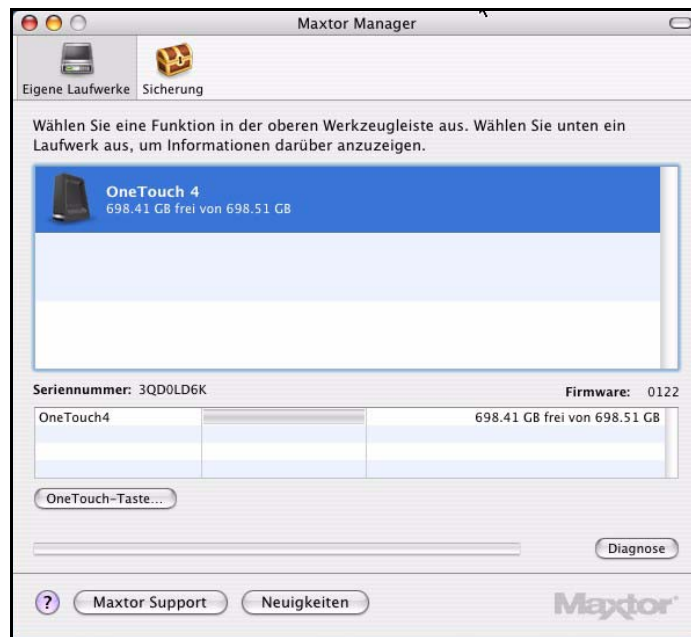 Maxtor Manager
Eigene Laufwerke
Sicherung
Wählen Sie eine Funktion in der oberen Werkzeugleiste aus. Wählen Sie unten ein
Laufwerk aus, um Informationen darüber anzuzeigen.
OneTouch 4
698.41 GB frei von 698.51 GB
Seriennummer: 3QD0LD6K
Firmware: 0122
OneTouch4
698.41 GB frei von 698.51 GB
OneTouch-Taste...
Diagnose
?
Maxtor Support
Neuigkeiten
Maxtor